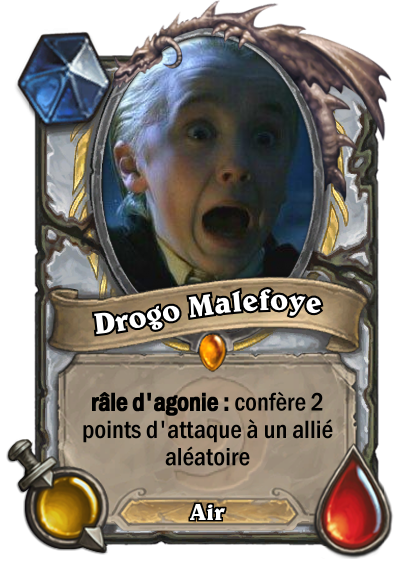 Drogo Malefoye
râle d'agonie : confère 2
points d'attaque à un allié
aléatoire
Air